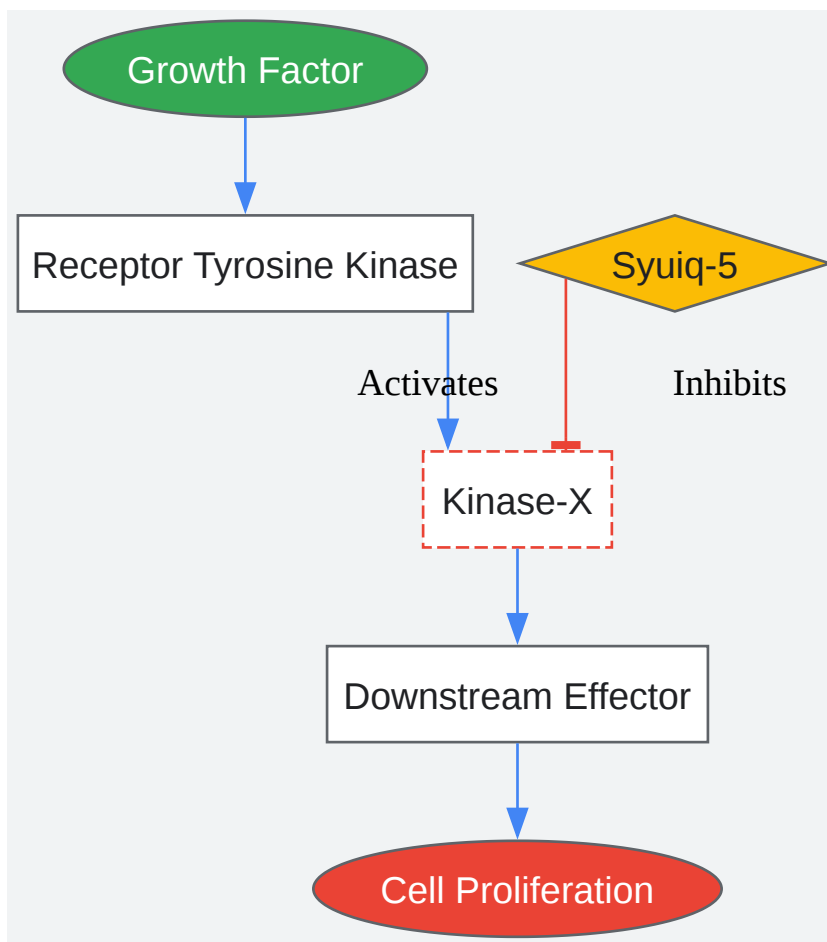 Growth Factor
Receptor Tyrosine Kinase
Syuiq-5
Activates
Inhibits
Kinase-X
Downstream Effector
Cell Proliferation